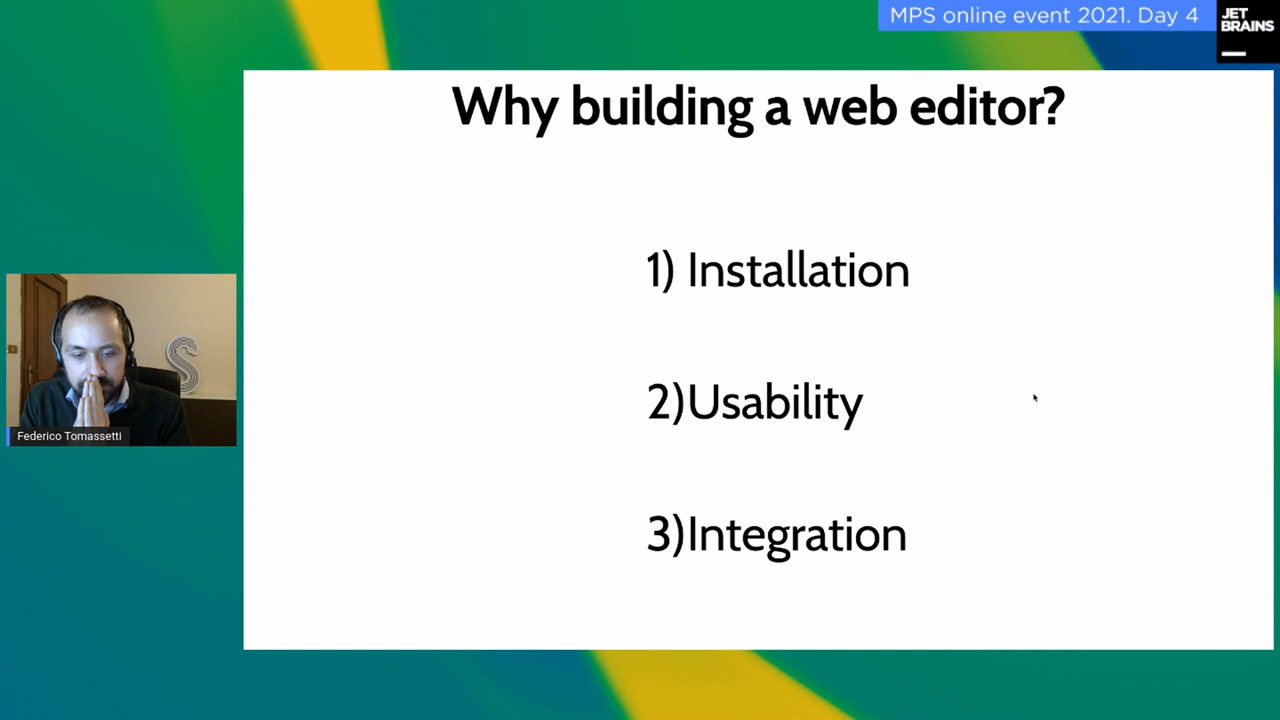 MPS online event 2021. Day 4
JET
BRAINS
Why building a web editor?
1) Installation
2)Usability
3)Integration
S
Federico Tomassetti